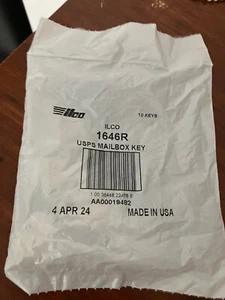 ilco
10 KEYS
ILCO
1646R
USPS MAILBOX KEY
AA00019482
4 APR 24
MADE IN USA